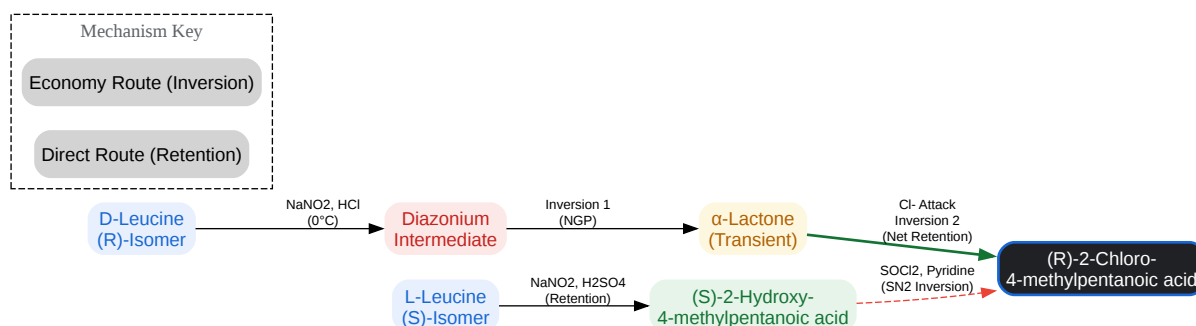 Mechanism Key
Economy Route (Inversion)
Direct Route (Retention)
D-Leucine
(R)-Isomer
NaNO2, HCl
(0°C)
Diazonium
Intermediate
Inversion 1
(NGP)
α-Lactone
(Transient)
Cl- Attack
Inversion 2
(Net Retention)
(R)-2-Chloro-
4-methylpentanoic acid
L-Leucine
(S)-Isomer
NaNO2, H2SO4
(Retention)
(S)-2-Hydroxy-
4-methylpentanoic acid
SOCl2, Pyridine
(SN2 Inversion)